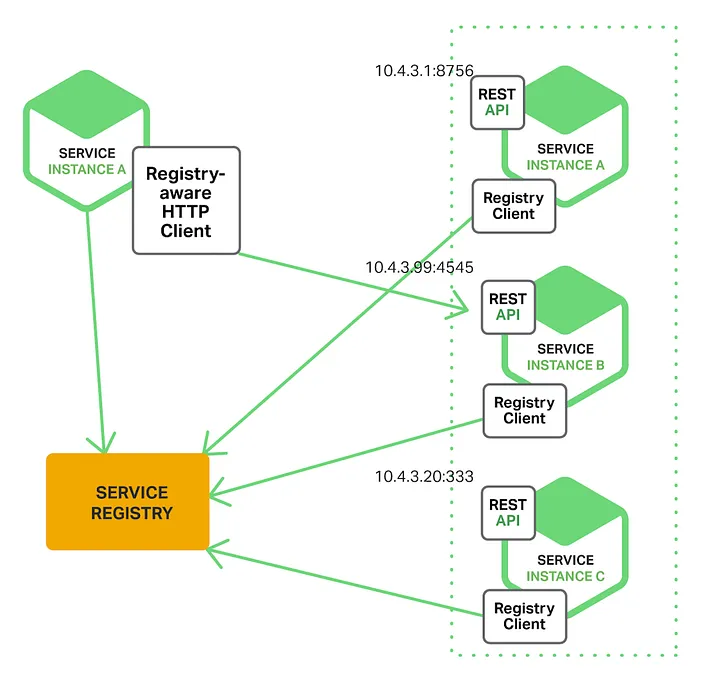 SERVICE
INSTANCE A
Registry-
aware
HTTP
Client
SERVICE
REGISTRY
10.4.3.1:8756
REST
API
SERVICE
INSTANCE A
Registry
Client
10.4.3.99:4545
REST
API
SERVICE
INSTANCE B
Registry
Client
10.4.3.20:333
REST
API
SERVICE
INSTANCE C
Registry
Client